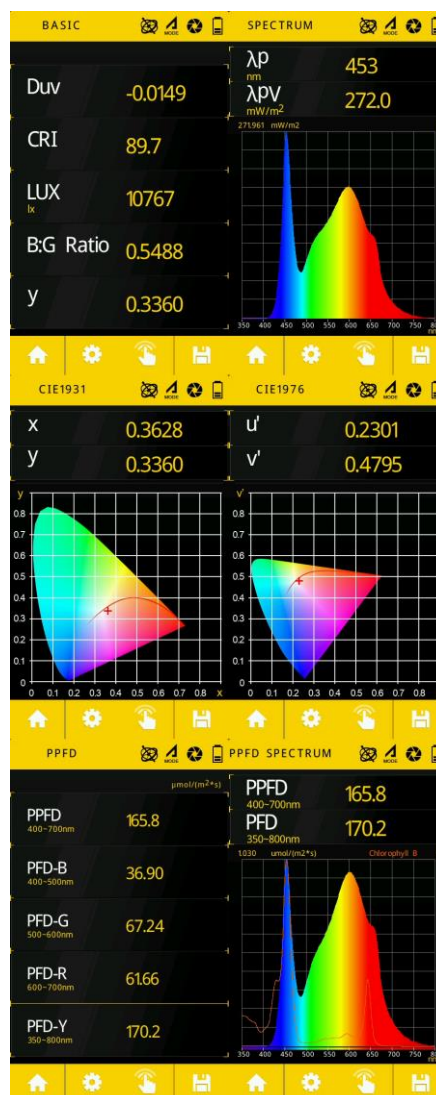 BASIC
MODE
Duv -0.0149
CRI 89.7
LUX 10767
lx
B:G Ratio 0.5488
y 0.3360
SPECTRUM
MODE
λp 453
nm
λpV 272.0
mW/m2
271.961 mW/m2
350 400 450 500 550 600 650 700 750
nm
CIE1931
MODE
x 0.3628
y 0.3360
y
0.8
0.7
0.6
0.5
0.4
0.3
0.2
0.1
0
0 0.1 0.2 0.3 0.4 0.5 0.6 0.7 0.8 x
CIE1976
MODE
u' 0.2301
v' 0.4795
v'
0.8
0.7
0.6
0.5
0.4
0.3
0.2
0.1
0
0 0.1 0.2 0.3 0.4 0.5 0.6 0.7 0.8
PPFD
MODE
μmol/(m2*s)
PPFD 165.8
400~700nm
PFD-B 36.90
400~500nm
PFD-G 67.24
500~600nm
PFD-R 61.66
600~700nm
PFD-Y 170.2
350~800nm
PPFD SPECTRUM
MODE
PPFD 165.8
400~700nm
PFD 170.2
350~800nm
1.030 umol/(m2*s) Chlorophyll B
350 400 450 500 550 600 650 700 750
nm